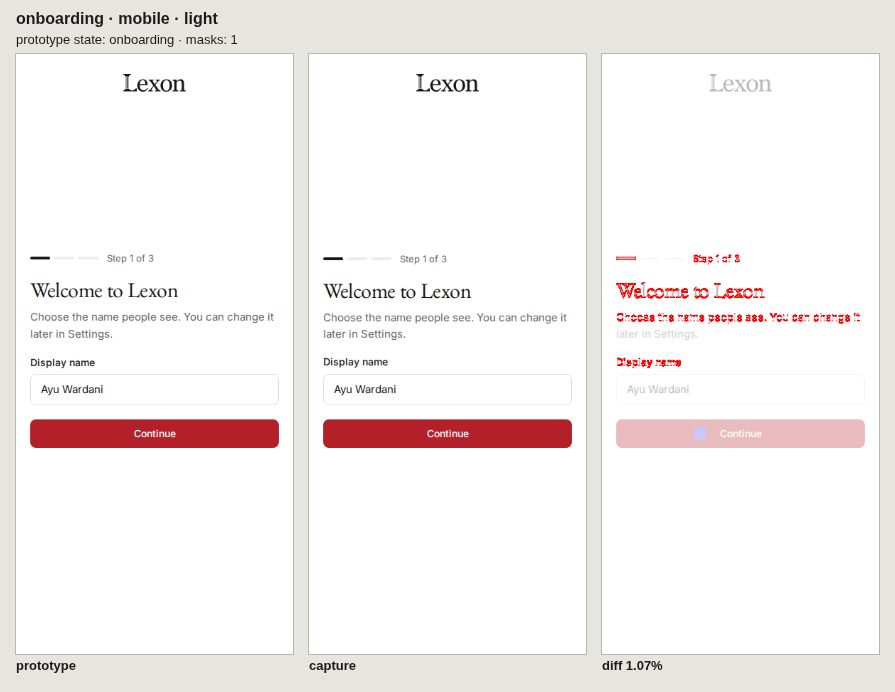 onboarding · mobile · light
prototype state: onboarding · masks: 1
Lexon
Step 1 of 3
Welcome to Lexon
Choose the name people see. You can change it
later in Settings.
Display name
Ayu Wardani
Continue
prototype
Lexon
Step 1 of 3
Welcome to Lexon
Choose the name people see. You can change it
later in Settings.
Display name
Ayu Wardani
Continue
capture
Lexon
Step 1 of 3
Welcome to Lexon
Choose the name people see. You can change it
later in Settings.
Display name
Ayu Wardani
Continue
diff 1.07%